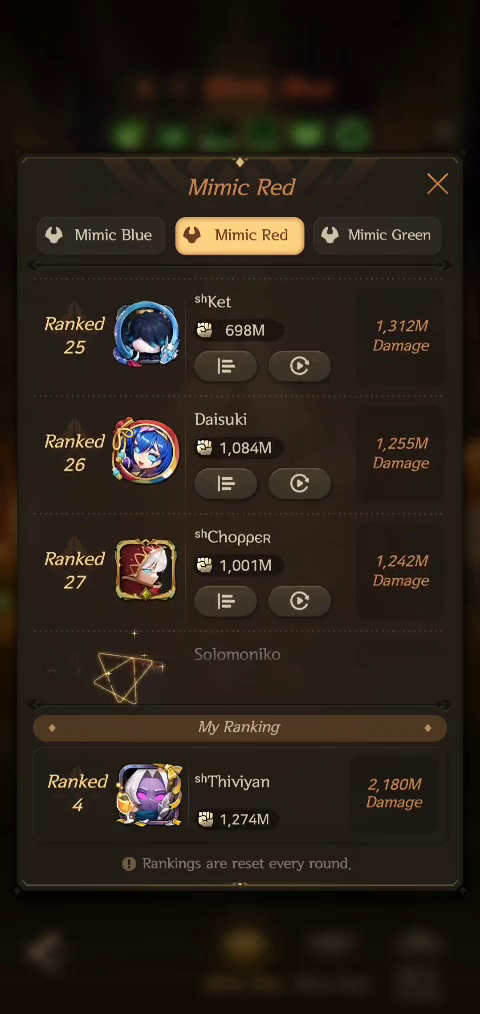 Mimic Red
Mimic Blue
Mimic Red
Mimic Green
Ranked
25
shKet
698M
1,312M
Damage
Ranked
26
Daisuki
1,084M
1,255M
Damage
Ranked
27
shChopper
1,001M
1,242M
Damage
Solomoniko
My Ranking
Ranked
4
shThiviyan
1,274M
2,180M
Damage
Rankings are reset every round.